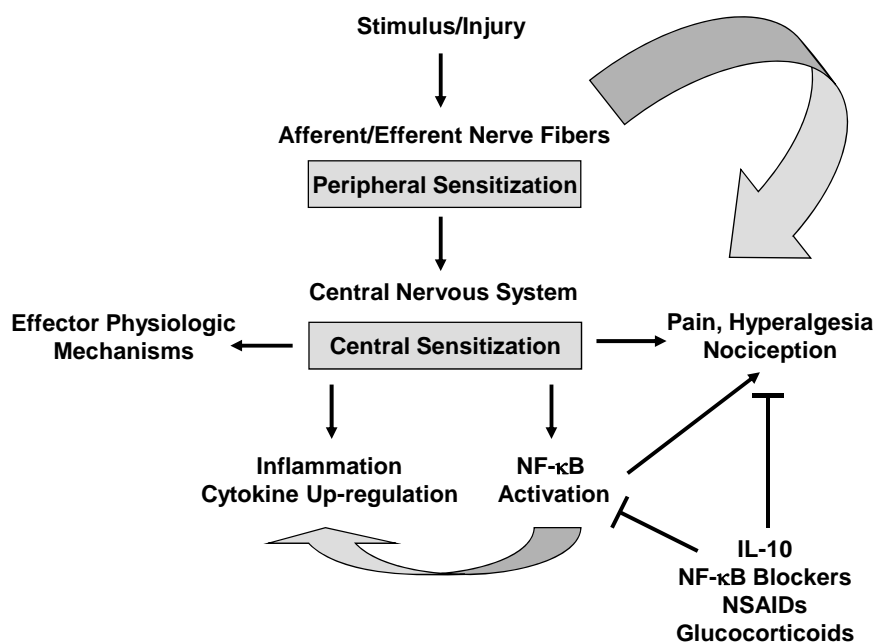 Stimulus/Injury
Afferent/Efferent Nerve Fibers
Peripheral Sensitization
Central Nervous System
Effector Physiologic
Mechanisms
Central Sensitization
Pain, Hyperalgesia
Nociception
Inflammation
Cytokine Up-regulation
NF-κB
Activation
IL-10
NF-κB Blockers
NSAIDs
Glucocorticoids